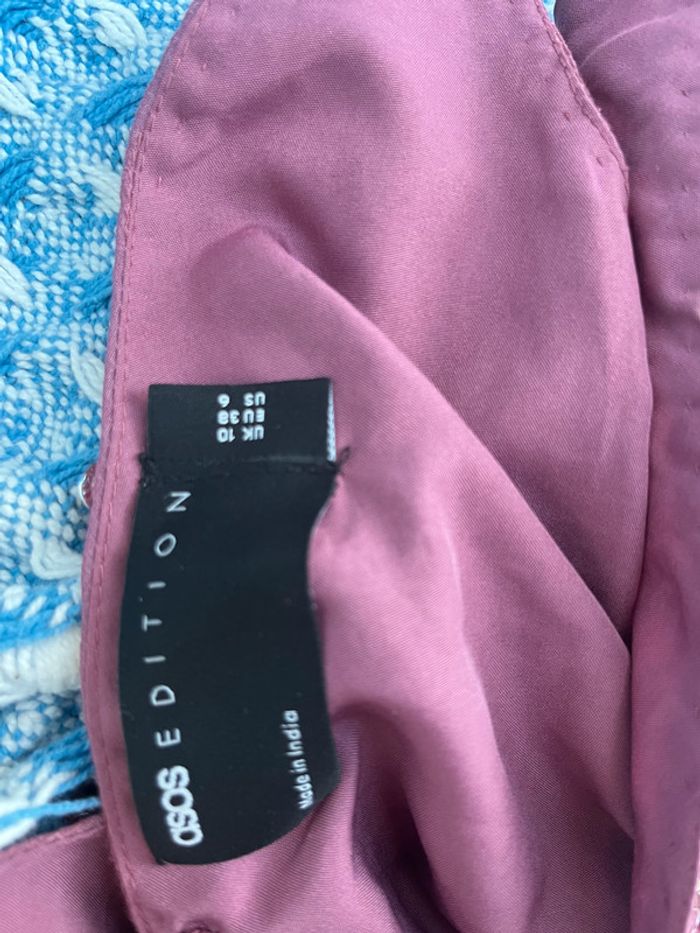 asos EDITION
Made in India
UK 10
EU 38
US 6